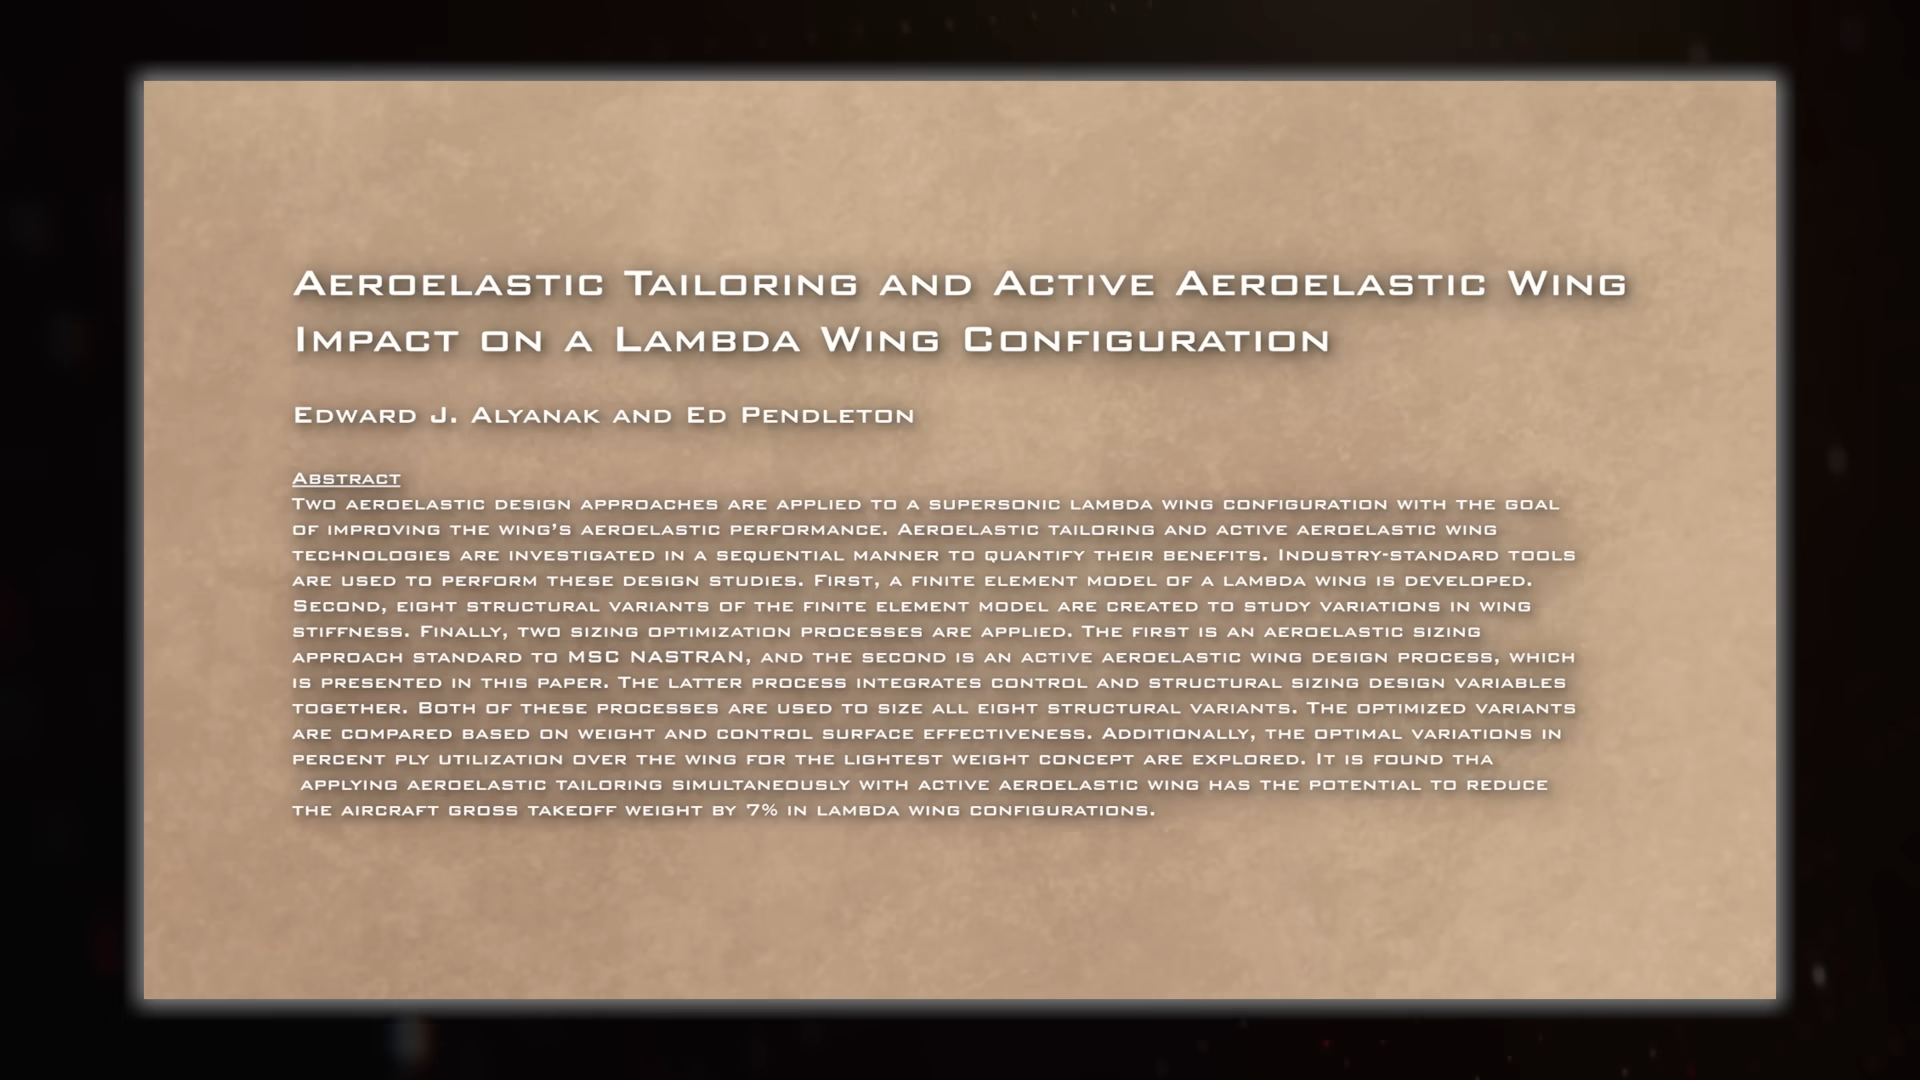 Aeroelastic Tailoring and Active Aeroelastic Wing
Impact on a Lambda Wing Configuration
Edward J. Alyanak and Ed Pendleton
Abstract
Two aeroelastic design approaches are applied to a supersonic lambda wing configuration with the goal
of improving the wing’s aeroelastic performance. Aeroelastic tailoring and active aeroelastic wing
technologies are investigated in a sequential manner to quantify their benefits. Industry-standard tools
are used to perform these design studies. First, a finite element model of a lambda wing is developed.
Second, eight structural variants of the finite element model are created to study variations in wing
stiffness. Finally, two sizing optimization processes are applied. The first is an aeroelastic sizing
approach standard to MSC NASTRAN, and the second is an active aeroelastic wing design process, which
is presented in this paper. The latter process integrates control and structural sizing design variables
together. Both of these processes are used to size all eight structural variants. The optimized variants
are compared based on weight and control surface effectiveness. Additionally, the optimal variations in
percent ply utilization over the wing for the lightest weight concept are explored. It is found tha
applying aeroelastic tailoring simultaneously with active aeroelastic wing has the potential to reduce
the aircraft gross takeoff weight by 7% in lambda wing configurations.